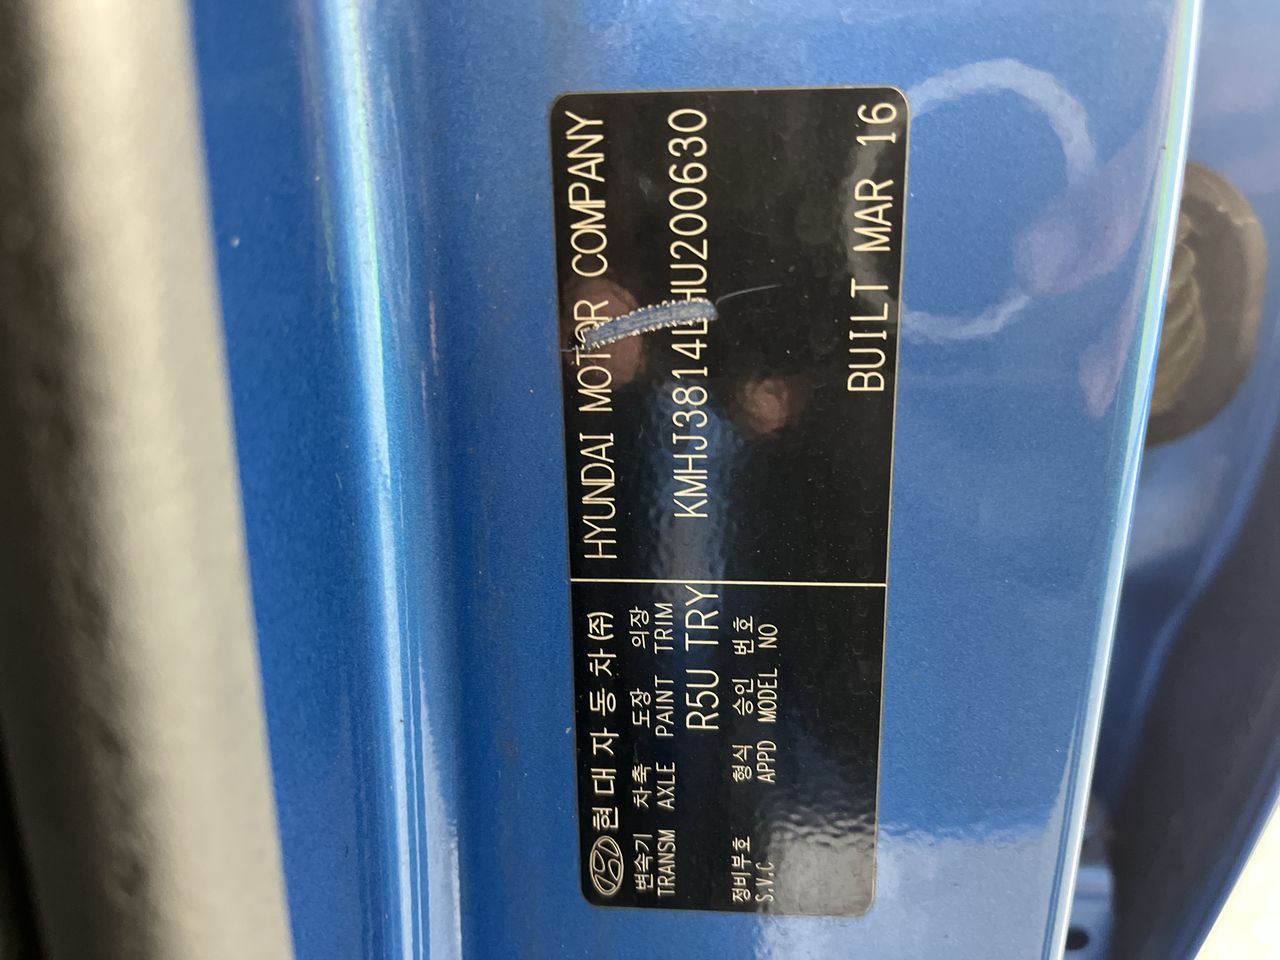 현대자동차(주)
변속기 차축 도장 의장
TRANSM AXLE PAINT TRIM
R5U TRY
정비부호 형식 승인 번호
S.V.C APPD MODEL NO
HYUNDAI MOTOR COMPANY
KMHJ3814LHU200630
BUILT MAR 16